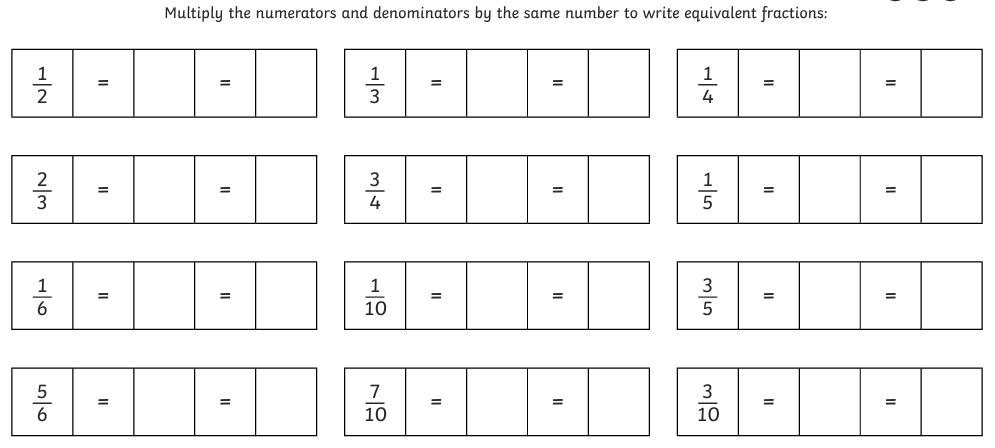 Multiply the numerators and denominators by the same number to write equivalent fractions:
1/2 = = 1/3 = = 1/4 = =
2/3 = = 3/4 = = 1/5 = =
1/6 = = 1/10 = = 3/5 = =
5/6 = = 7/10 = = 3/10 = =